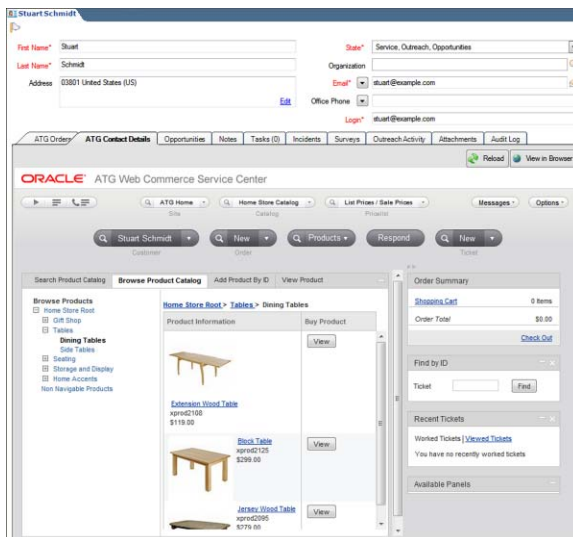 Stuart Schmidt
First Name* Stuart
State* Service, Outreach, Opportunities
Last Name* Schmidt
Organization
Address 03801 United States (US)
Email* stuart@example.com
Edit
Office Phone
Login* stuart@example.com
ATG Orders ATG Contact Details Opportunities Notes Tasks (0) Incidents Surveys Outreach Activity Attachments Audit Log
Reload View in Browser
ORACLE ATG Web Commerce Service Center
ATG Home Home Store Catalog List Prices / Sale Prices Messages Options
Site Catalog Pricelist
Stuart Schmidt New Products Respond New
Customer Order Ticket
Search Product Catalog Browse Product Catalog Add Product By ID View Product
Browse Products
Home Store Root
Gift Shop
Tables
Dining Tables
Side Tables
Seating
Storage and Display
Home Accents
Non Navigable Products
Home Store Root > Tables > Dining Tables
Product Information Buy Product
View
Extension Wood Table
xprod2108
$119.00
Block Table
xprod2125
$299.00
View
Jersey Wood Table
xprod2095
$279.00
View
Order Summary
Shopping Cart 0 Items
Order Total $0.00
Check Out
Find by ID
Ticket Find
Recent Tickets
Worked Tickets | Viewed Tickets
You have no recently worked tickets
Available Panels